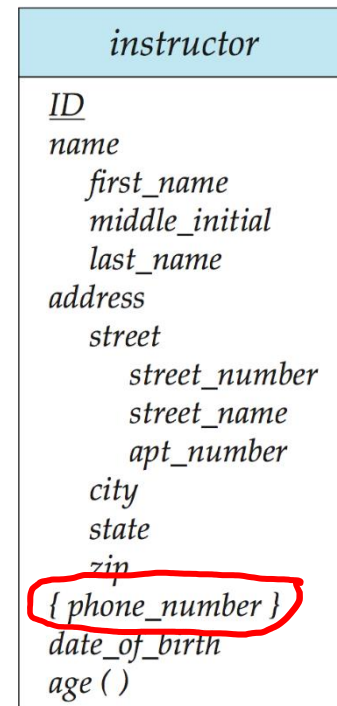 instructor
ID
name
first_name
middle_initial
last_name
address
street
street_number
street_name
apt_number
city
state
zip
{ phone_number }
date_of_birth
age ( )